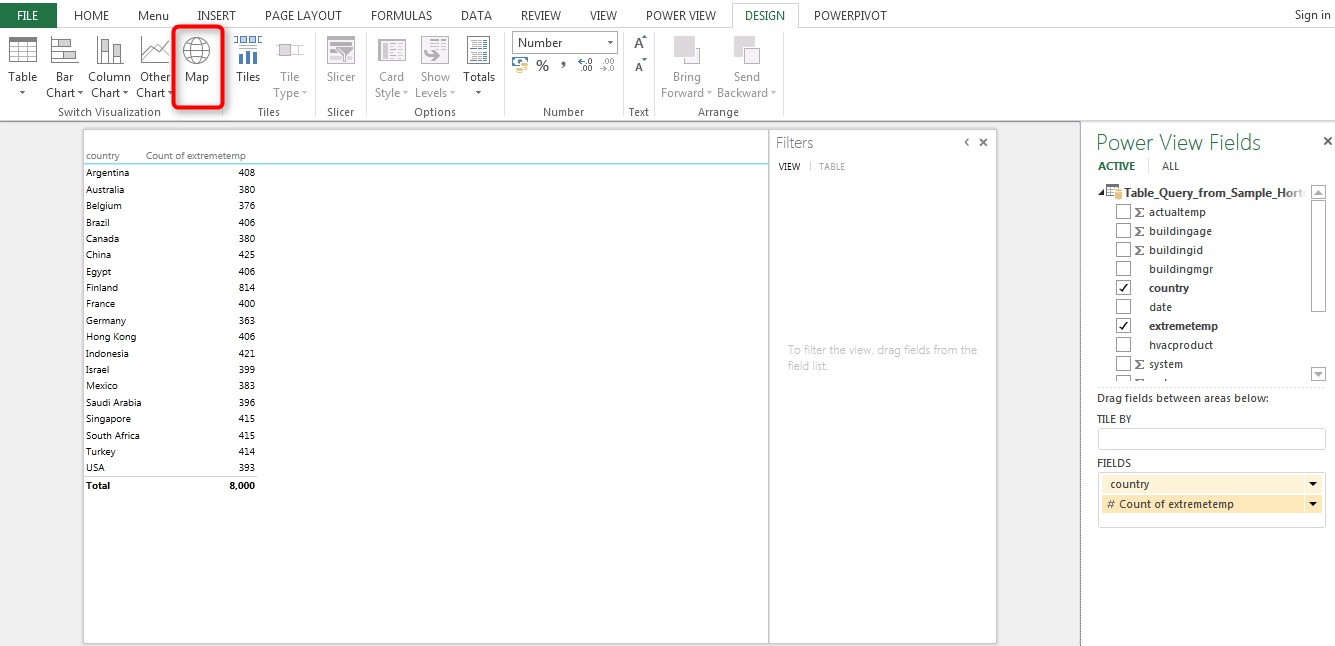 FILE HOME Menu INSERT PAGE LAYOUT FORMULAS DATA REVIEW VIEW POWER VIEW DESIGN POWERPIVOT Sign in
Table Bar Chart Column Chart Other Chart Map Tiles Tile Type Slicer Card Style Show Levels Totals Number % , .00 .00 A A Bring Forward Send Backward
Switch Visualization Tiles Slicer Options Number Text Arrange
country Count of extremetemp
Argentina 408
Australia 380
Belgium 376
Brazil 406
Canada 380
China 425
Egypt 406
Finland 814
France 400
Germany 363
Hong Kong 406
Indonesia 421
Israel 399
Mexico 383
Saudi Arabia 396
Singapore 415
South Africa 415
Turkey 414
USA 393
Total 8,000
Filters
VIEW TABLE
To filter the view, drag fields from the
field list.
Power View Fields
ACTIVE ALL
Table_Query_from_Sample_Hort
Σ actualtemp
Σ buildingage
Σ buildingid
buildingmgr
country
date
extremetemp
hvacproduct
Σ system
Drag fields between areas below:
TILE BY
FIELDS
country
# Count of extremetemp